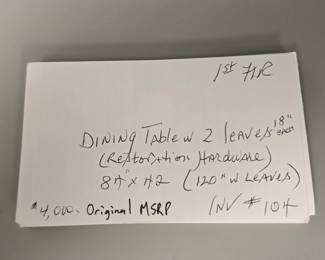 1st FLR
Dining Table w 2 leaves 18" each
(Restoration Hardware)
84" x 42 (120" w leaves)
$4,000- Original MSRP INV # 104